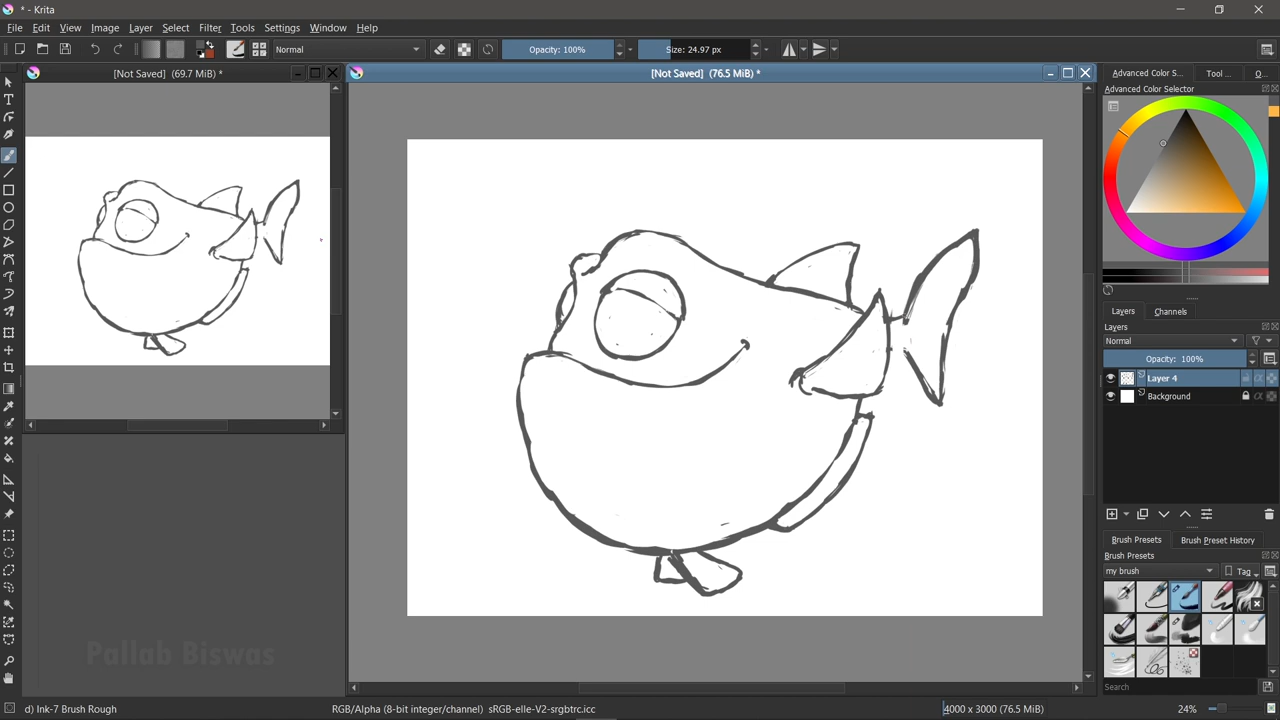 * - Krita
File Edit View Image Layer Select Filter Tools Settings Window Help
Normal Opacity: 100% Size: 24.97 px
[Not Saved] (69.7 MiB) *
[Not Saved] (76.5 MiB) *
Advanced Color S... Tool ... O...
Advanced Color Selector
Layers Channels
Layers
Normal
Opacity: 100%
Layer 4
Background
Brush Presets Brush Preset History
Brush Presets
my brush Tag
Search
Pallab Biswas
d) Ink-7 Brush Rough RGB/Alpha (8-bit integer/channel) sRGB-elle-V2-srgbtrc.icc 4000 x 3000 (76.5 MiB) 24%